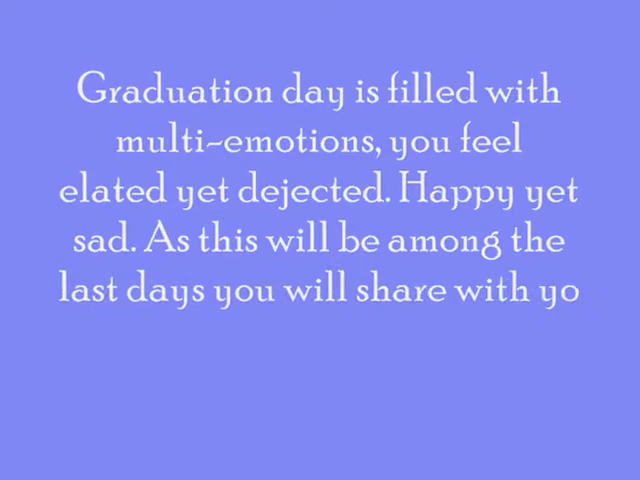 Graduation day is filled with
multi-emotions, you feel
elated yet dejected. Happy yet
sad. As this will be among the
last days you will share with yo